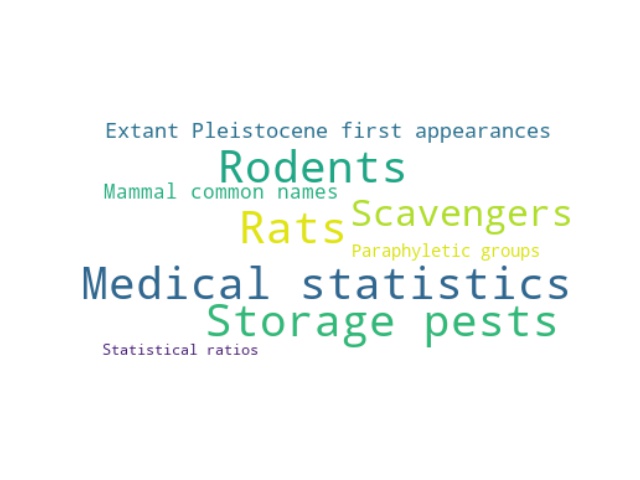 Extant Pleistocene first appearances
Rodents
Mammal common names
Scavengers
Rats
Paraphyletic groups
Medical statistics
Storage pests
Statistical ratios